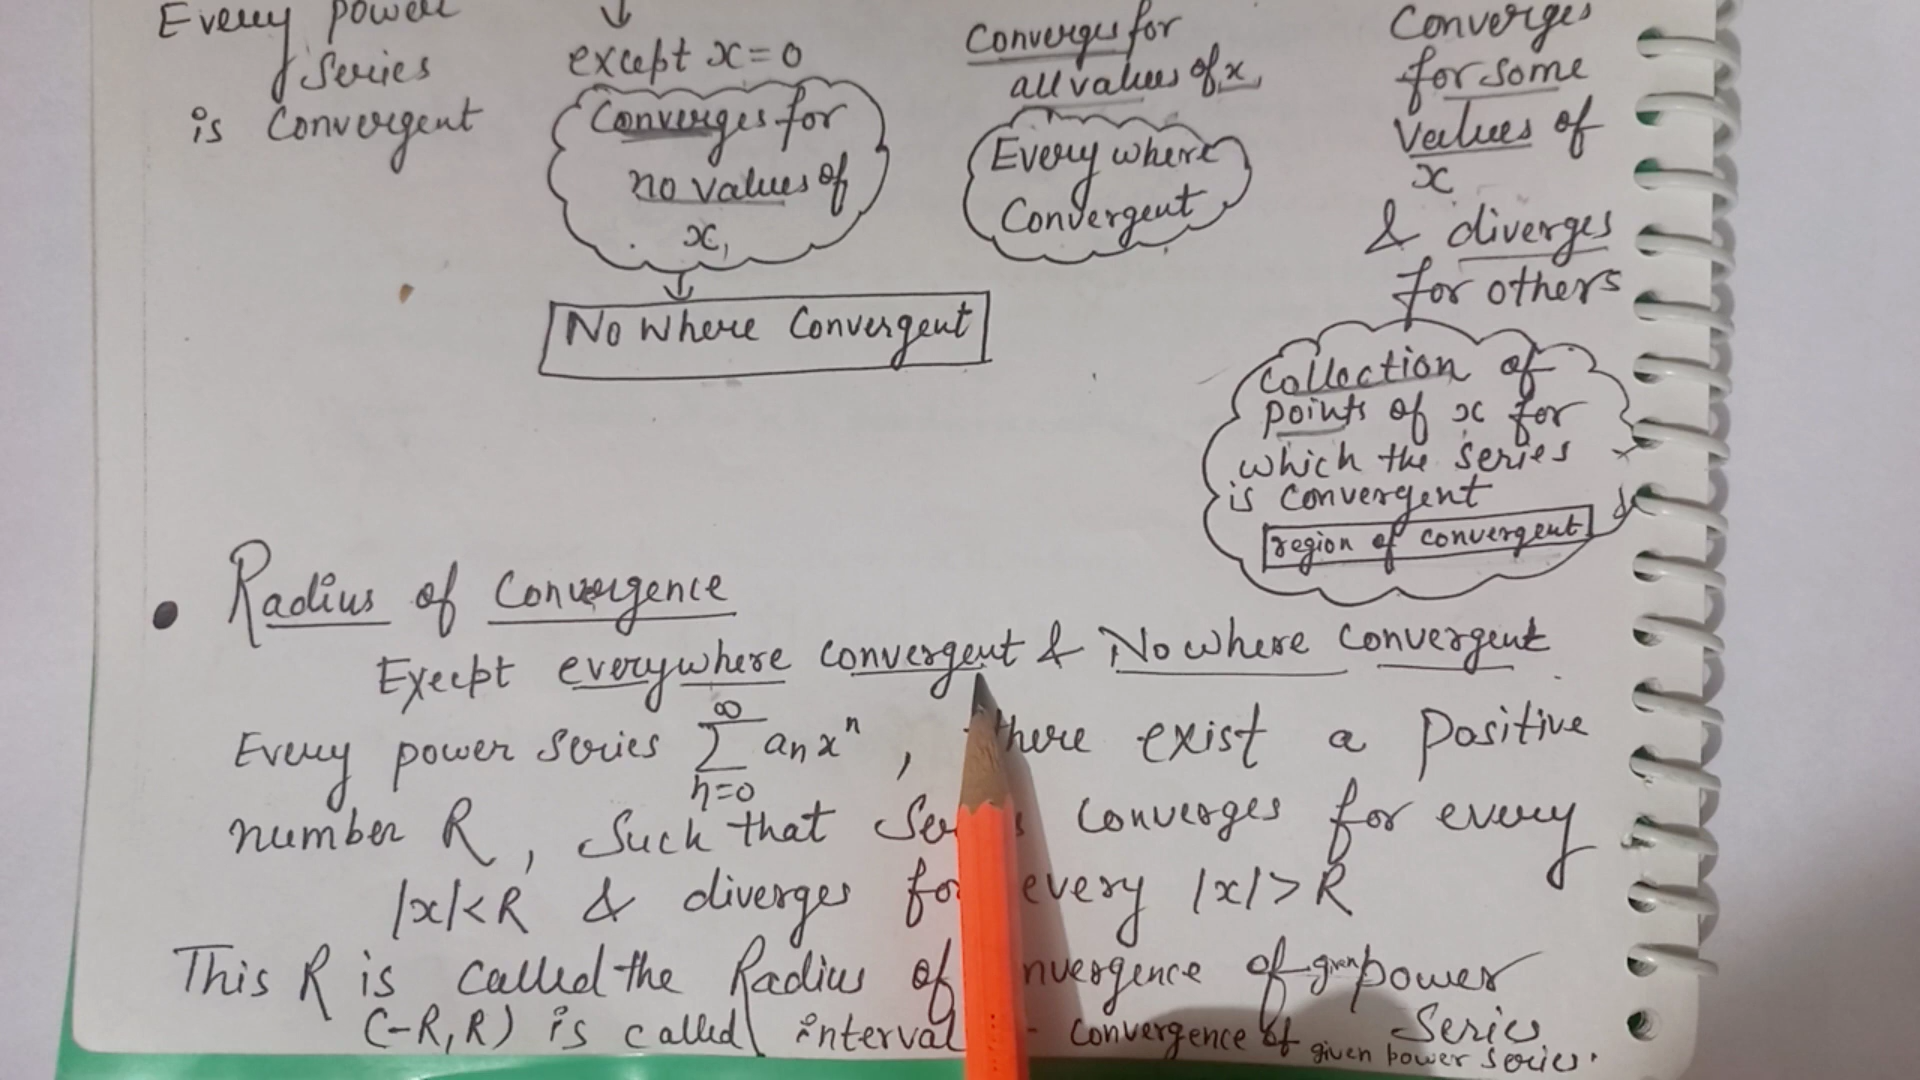 Every power
series
is Convergent
except x=0
Converges for
no values of
x,
No where Convergent
Converges for
all values of x,
Every where
Convergent
Converges
for some
values of
x
& diverges
for others
Collection of
points of x for
which the series
is convergent
region of convergent
• Radius of Convergence
Except everywhere convergent & No where convergent
Every power series ∑ n=0 ∞ aₙxⁿ , there exist a positive
number R, Such that converges for every
|x|<R & diverges for every |x|>R
This R is called the Radius of nvergence of given power
Series
(-R,R) is called interval convergence of given power series.